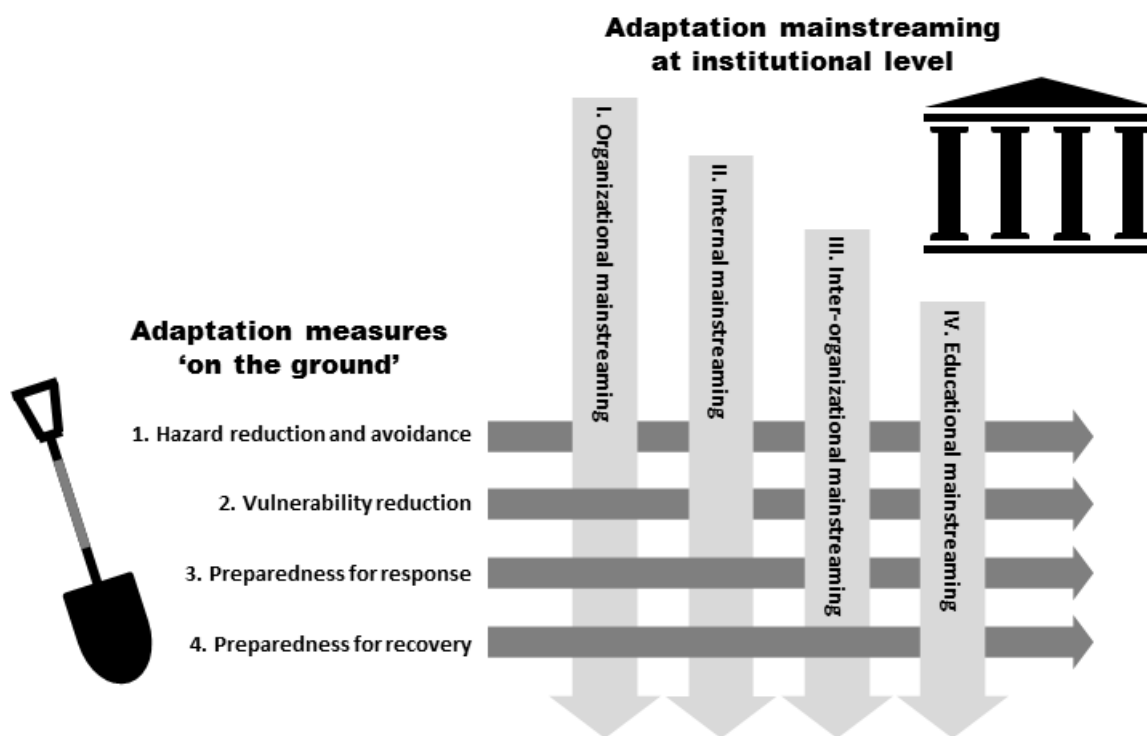 Adaptation mainstreaming
at institutional level
I. Organizational mainstreaming
II. Internal mainstreaming
III. Inter-organizational mainstreaming
IV. Educational mainstreaming
Adaptation measures
‘on the ground’
1. Hazard reduction and avoidance
2. Vulnerability reduction
3. Preparedness for response
4. Preparedness for recovery